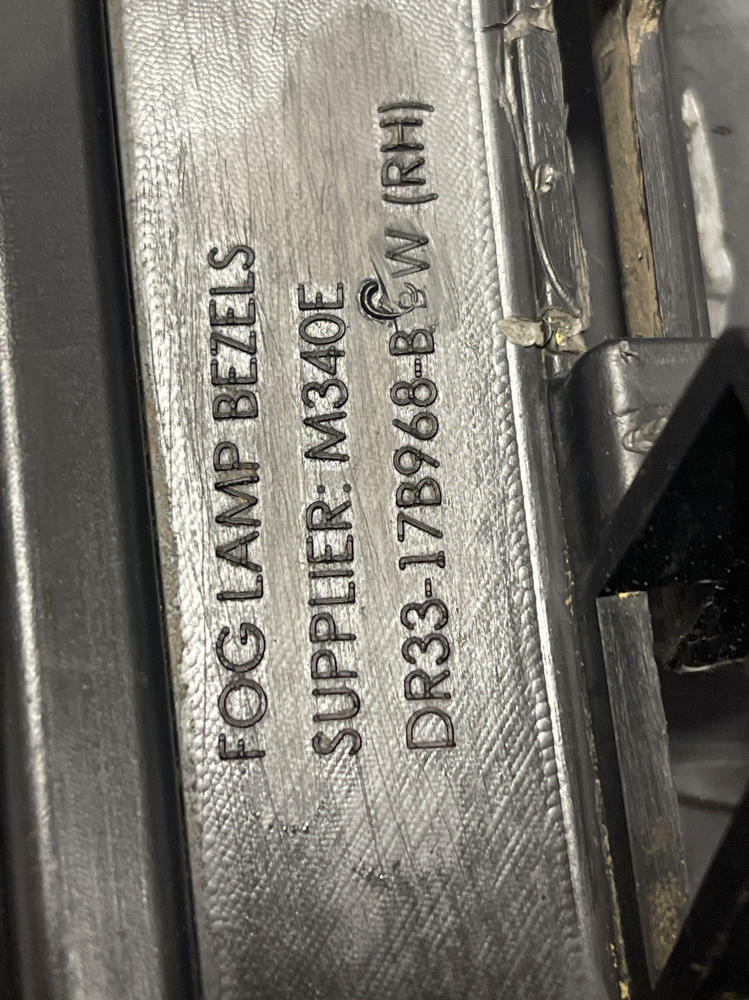 FOG LAMP BEZELS
SUPPLIER: M340E
DR33-17B968-B W (RH)